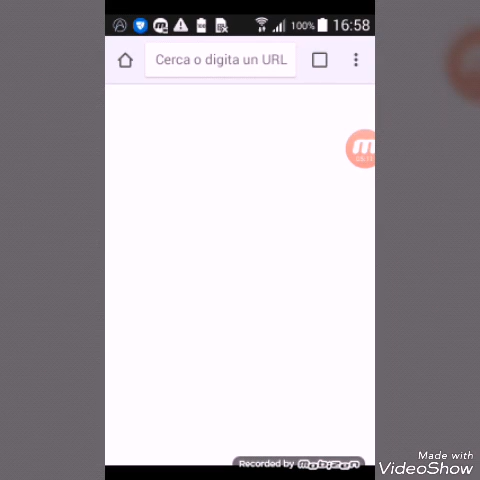 100% 16:58
Cerca o digita un URL
Recorded by mobizen
Made with
VideoShow